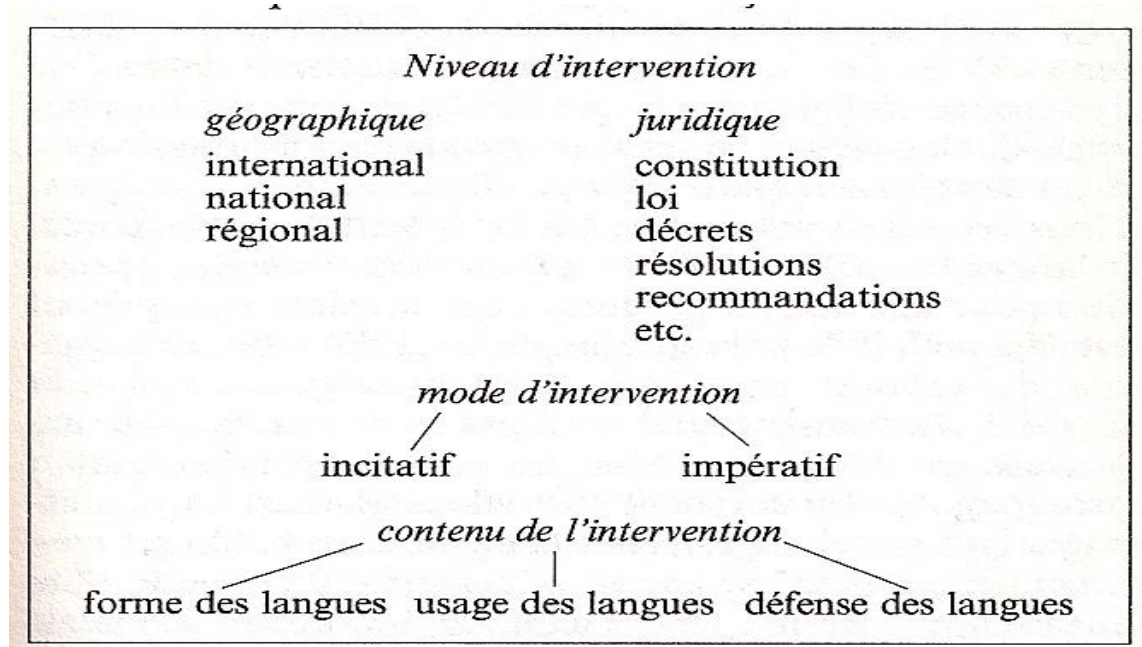 Niveau d'intervention
géographique
international
national
régional
juridique
constitution
loi
décrets
résolutions
recommandations
etc.
mode d'intervention
incitatif impératif
contenu de l'intervention
forme des langues usage des langues défense des langues